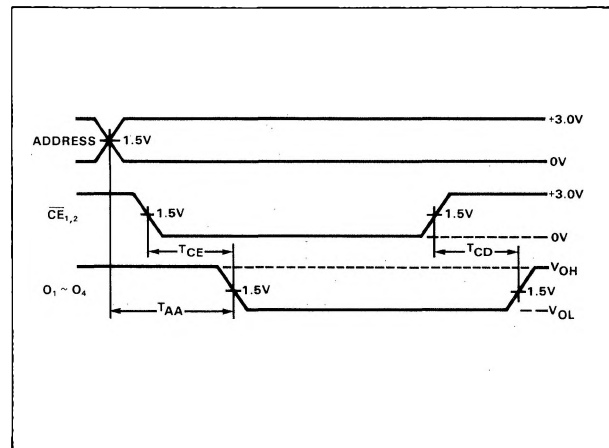 +3.0V
ADDRESS 1.5V
0V
+3.0V
CE1,2 1.5V 1.5V
0V
TCE TCD
VOH
O1 ~ O4 1.5V 1.5V
TAA VOL